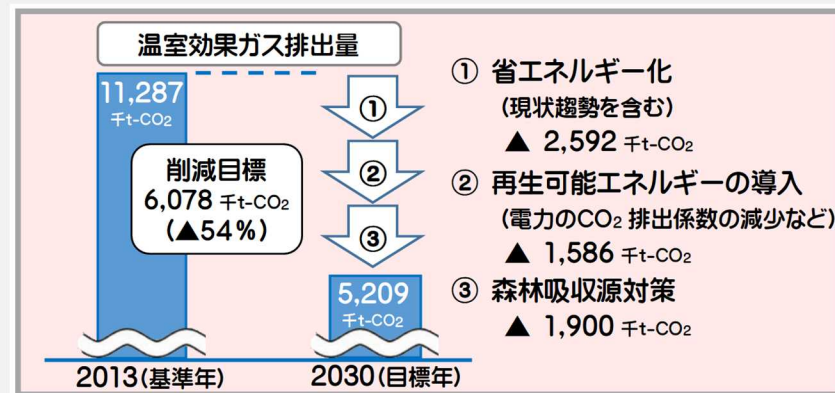 温室効果ガス排出量
11,287
千t-CO₂
削減目標
6,078 千t-CO₂
(▲54%)
①
②
③
5,209
千t-CO₂
2013(基準年)
2030(目標年)
① 省エネルギー化
(現状趨勢を含む)
▲ 2,592 千t-CO₂
② 再生可能エネルギーの導入
(電力のCO₂ 排出係数の減少など)
▲ 1,586 千t-CO₂
③ 森林吸収源対策
▲ 1,900 千t-CO₂